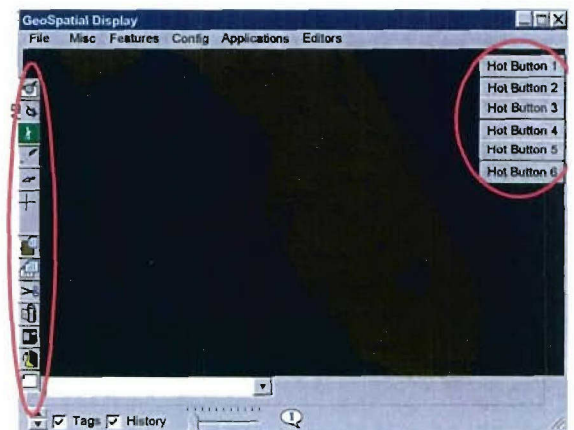 GeoSpatial Display
File Misc Features Config Applications Editors
Hot Button 1
Hot Button 2
Hot Button 3
Hot Button 4
Hot Button 5
Hot Button 6
Tags History
1